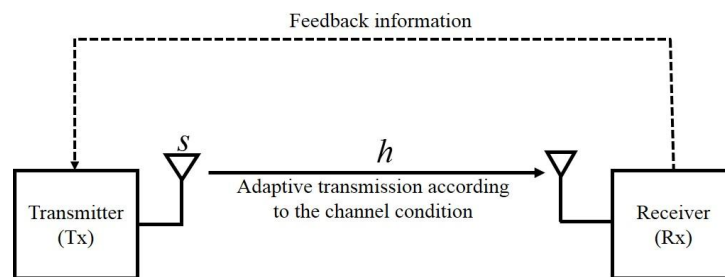 Feedback information
s
h
Adaptive transmission according
to the channel condition
Transmitter
(Tx)
Receiver
(Rx)